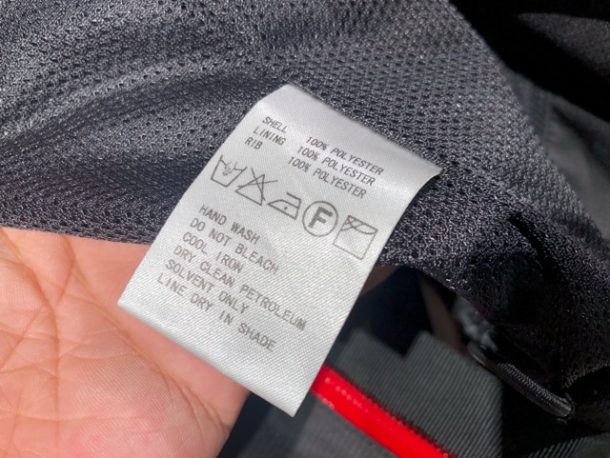 SHELL 100% POLYESTER
LINING 100% POLYESTER
RIB 100% POLYESTER
F
HAND WASH
DO NOT BLEACH
COOL IRON
DRY CLEAN PETROLEUM
SOLVENT ONLY
LINE DRY IN SHADE